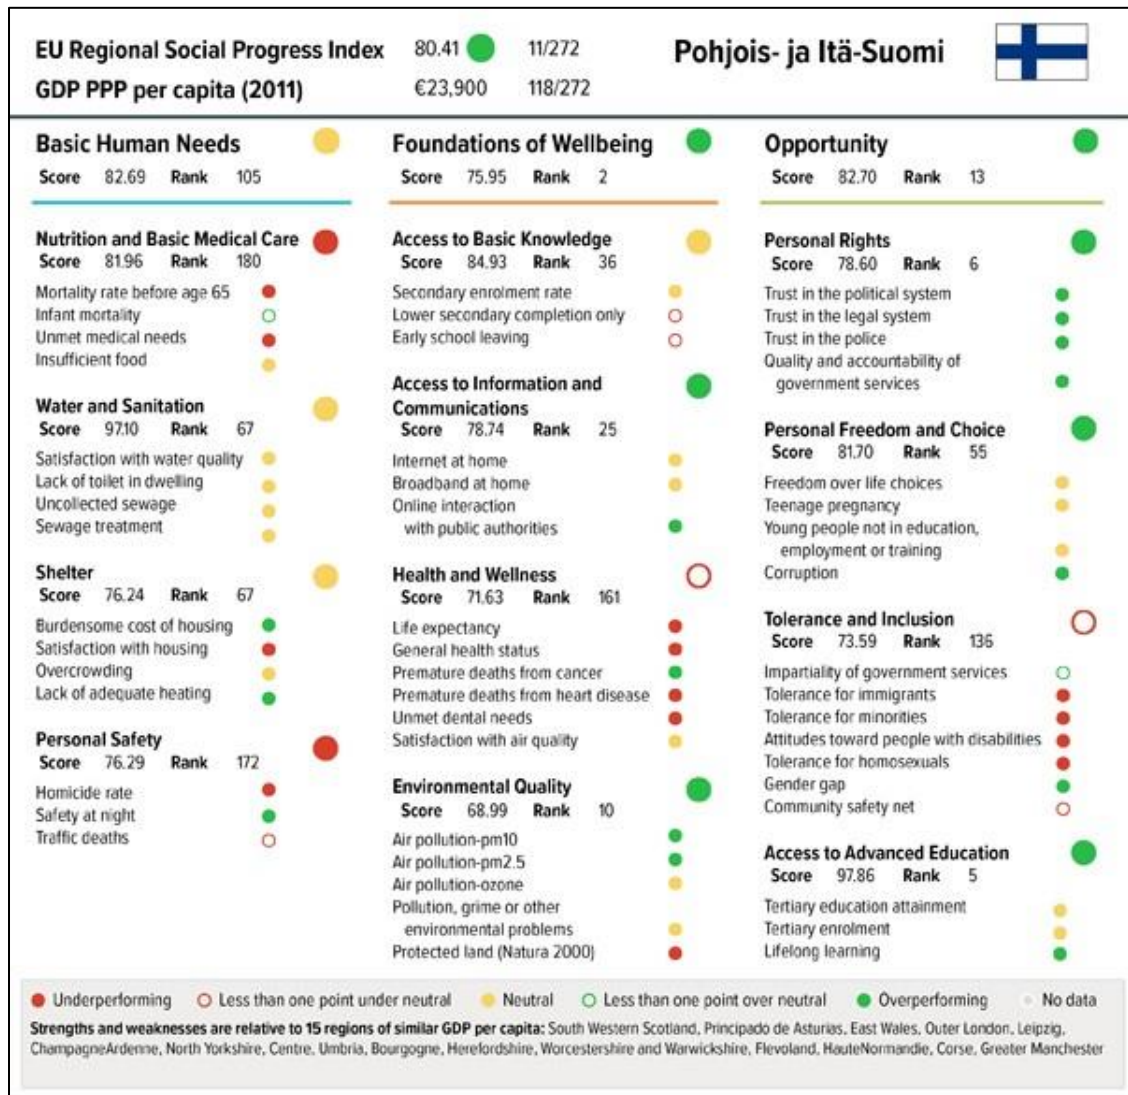 EU Regional Social Progress Index 80.41 11/272
GDP PPP per capita (2011) €23,900 118/272
Pohjois- ja Itä-Suomi
Basic Human Needs
Score 82.69 Rank 105
Nutrition and Basic Medical Care
Score 81.96 Rank 180
Mortality rate before age 65
Infant mortality
Unmet medical needs
Insufficient food
Water and Sanitation
Score 97.10 Rank 67
Satisfaction with water quality
Lack of toilet in dwelling
Uncollected sewage
Sewage treatment
Shelter
Score 76.24 Rank 67
Burdensome cost of housing
Satisfaction with housing
Overcrowding
Lack of adequate heating
Personal Safety
Score 76.29 Rank 172
Homicide rate
Safety at night
Traffic deaths
Foundations of Wellbeing
Score 75.95 Rank 2
Access to Basic Knowledge
Score 84.93 Rank 36
Secondary enrolment rate
Lower secondary completion only
Early school leaving
Access to Information and
Communications
Score 78.74 Rank 25
Internet at home
Broadband at home
Online interaction
with public authorities
Health and Wellness
Score 71.63 Rank 161
Life expectancy
General health status
Premature deaths from cancer
Premature deaths from heart disease
Unmet dental needs
Satisfaction with air quality
Environmental Quality
Score 68.99 Rank 10
Air pollution-pm10
Air pollution-pm2.5
Air pollution-ozone
Pollution, grime or other
environmental problems
Protected land (Natura 2000)
Opportunity
Score 82.70 Rank 13
Personal Rights
Score 78.60 Rank 6
Trust in the political system
Trust in the legal system
Trust in the police
Quality and accountability of
government services
Personal Freedom and Choice
Score 81.70 Rank 55
Freedom over life choices
Teenage pregnancy
Young people not in education,
employment or training
Corruption
Tolerance and Inclusion
Score 73.59 Rank 136
Impartiality of government services
Tolerance for immigrants
Tolerance for minorities
Attitudes toward people with disabilities
Tolerance for homosexuals
Gender gap
Community safety net
Access to Advanced Education
Score 97.86 Rank 5
Tertiary education attainment
Tertiary enrolment
Lifelong learning
Underperforming Less than one point under neutral Neutral Less than one point over neutral Overperforming No data
Strengths and weaknesses are relative to 15 regions of similar GDP per capita: South Western Scotland, Principado de Asturias, East Wales, Outer London, Leipzig,
ChampagneArdenne, North Yorkshire, Centre, Umbria, Bourgogne, Herefordshire, Worcestershire and Warwickshire, Flevoland, HauteNormandie, Corse, Greater Manchester